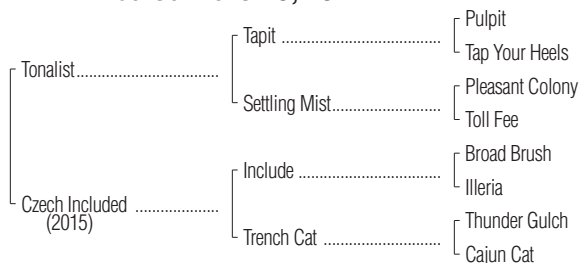 Pulpit
Tapit
Tap Your Heels
Tonalist
Pleasant Colony
Settling Mist
Toll Fee
Broad Brush
Include
Illeria
Czech Included
(2015)
Thunder Gulch
Trench Cat
Cajun Cat